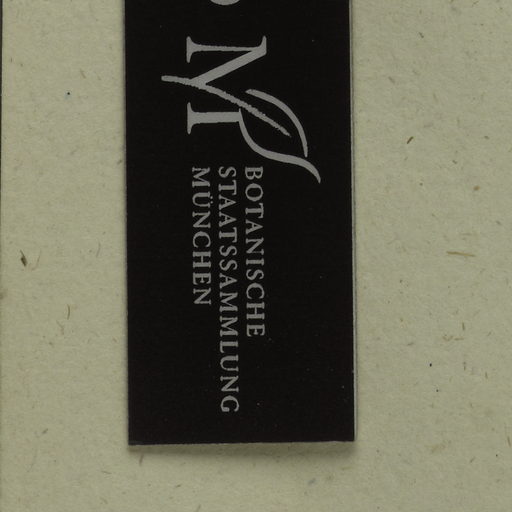 M
BOTANISCHE
STAATSSAMMLUNG
MÜNCHEN